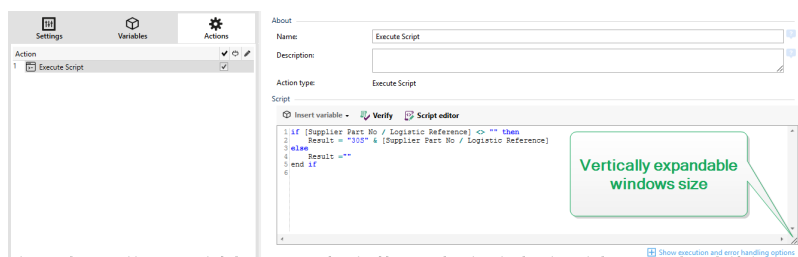 Settings Variables Actions
Action
1 Execute Script
About
Name: Execute Script
Description:
Action type: Execute Script
Script
Insert variable Verify Script editor
1 if [Supplier Part No / Logistic Reference] <> "" then
2 Result = "30S" & [Supplier Part No / Logistic Reference]
3 else
4 Result =""
5 end if
6
Vertically expandable
windows size
Show execution and error handling options